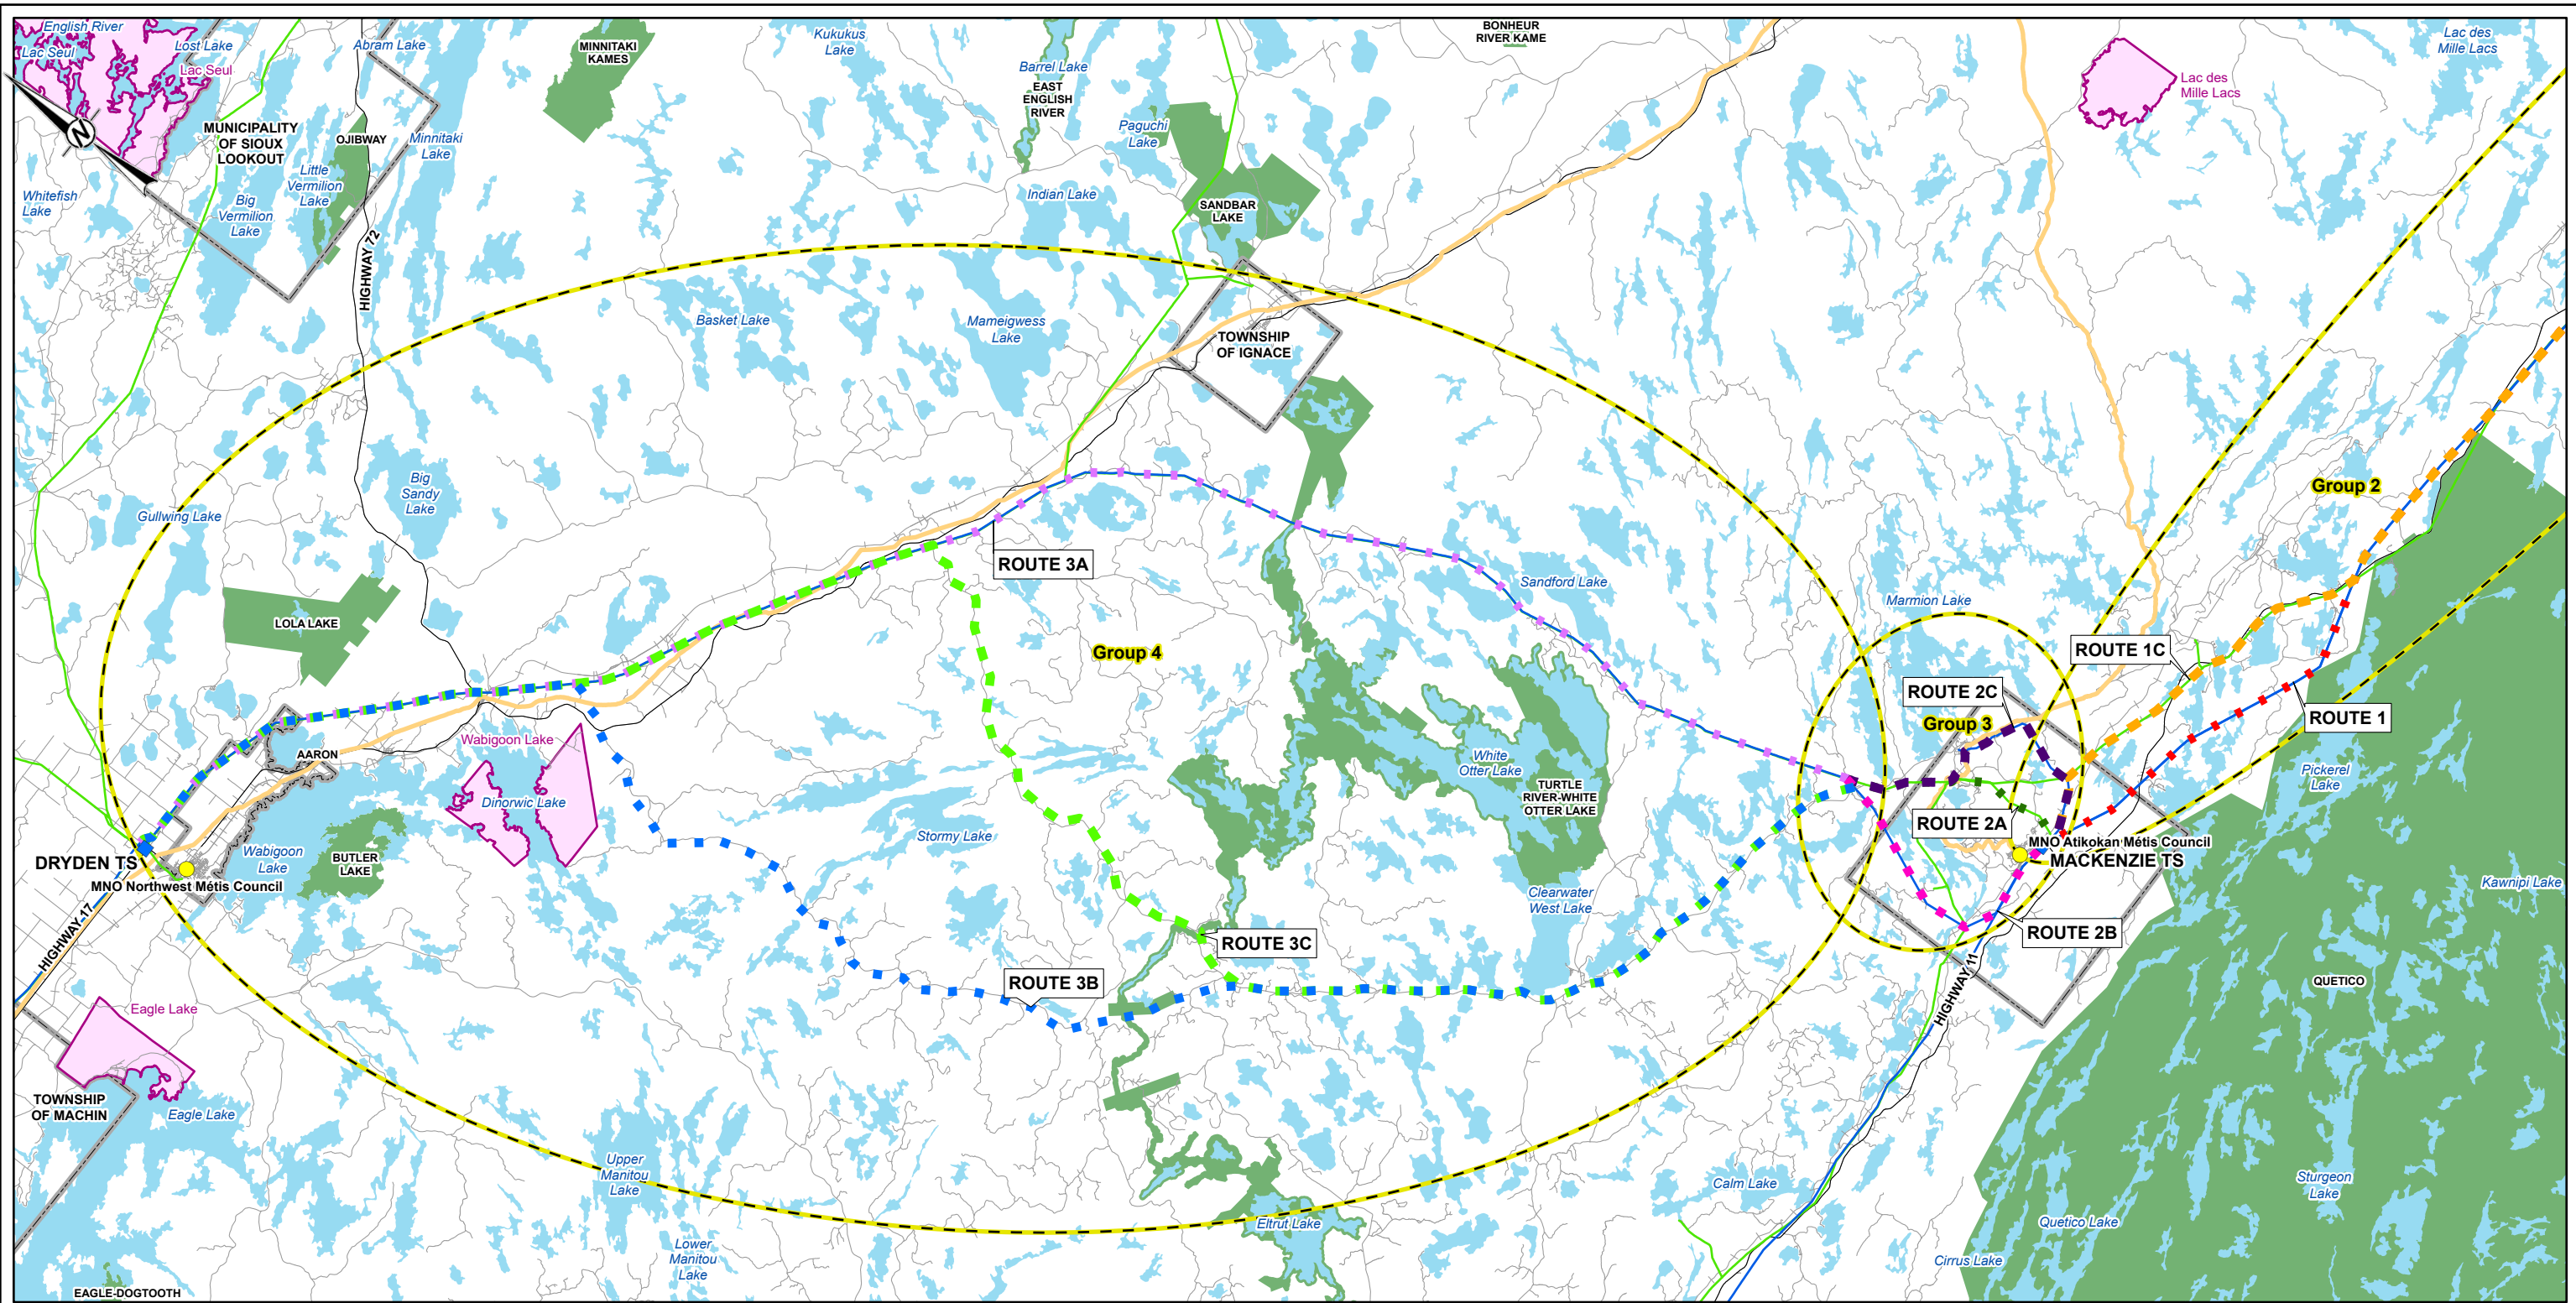 English River
Lac Seul
Lost Lake
Lac Seul
Abram Lake
MINNITAKI
KAMES
Kukukus
Lake
Barrel Lake
EAST
ENGLISH
RIVER
BONHEUR
RIVER KAME
Lac des
Mille Lacs
Lac des
Mille Lacs
N
MUNICIPALITY
OF SIOUX
LOOKOUT
OJIBWAY
Minnitaki
Lake
Paguchi
Lake
Little
Vermilion
Lake
Whitefish
Lake
Big
Vermilion
Lake
Indian Lake
SANDBAR
LAKE
HIGHWAY 72
Basket Lake
Mameigwess
Lake
TOWNSHIP
OF IGNACE
Big
Sandy
Lake
Gullwing Lake
Group 2
ROUTE 3A
Sandford Lake
Marmion Lake
LOLA LAKE
Group 4
ROUTE 1C
ROUTE 2C
Group 3
ROUTE 1
Wabigoon Lake
AARON
White
Otter Lake
Pickerel
Lake
TURTLE
RIVER-WHITE
OTTER LAKE
Dinorwic Lake
Stormy Lake
ROUTE 2A
MNO Atikokan Métis Council
MACKENZIE TS
DRYDEN TS
Wabigoon
Lake
BUTLER
LAKE
MNO Northwest Métis Council
Kawnipi Lake
Clearwater
West Lake
HIGHWAY 17
ROUTE 3C
ROUTE 2B
ROUTE 3B
HIGHWAY 11
QUETICO
Eagle Lake
TOWNSHIP
OF MACHIN
Eagle Lake
Upper
Manitou
Lake
Calm Lake
Sturgeon
Lake
Eltrut Lake
Quetico Lake
Lower
Manitou
Lake
Cirrus Lake
EAGLE-DOGTOOTH